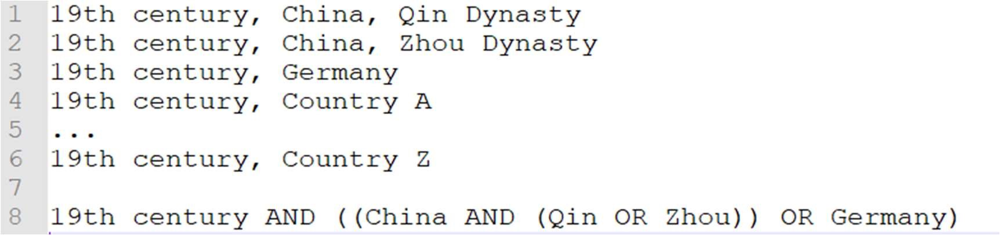 1 19th century, China, Qin Dynasty
2 19th century, China, Zhou Dynasty
3 19th century, Germany
4 19th century, Country A
5 ...
6 19th century, Country Z
7
8 19th century AND ((China AND (Qin OR Zhou)) OR Germany)